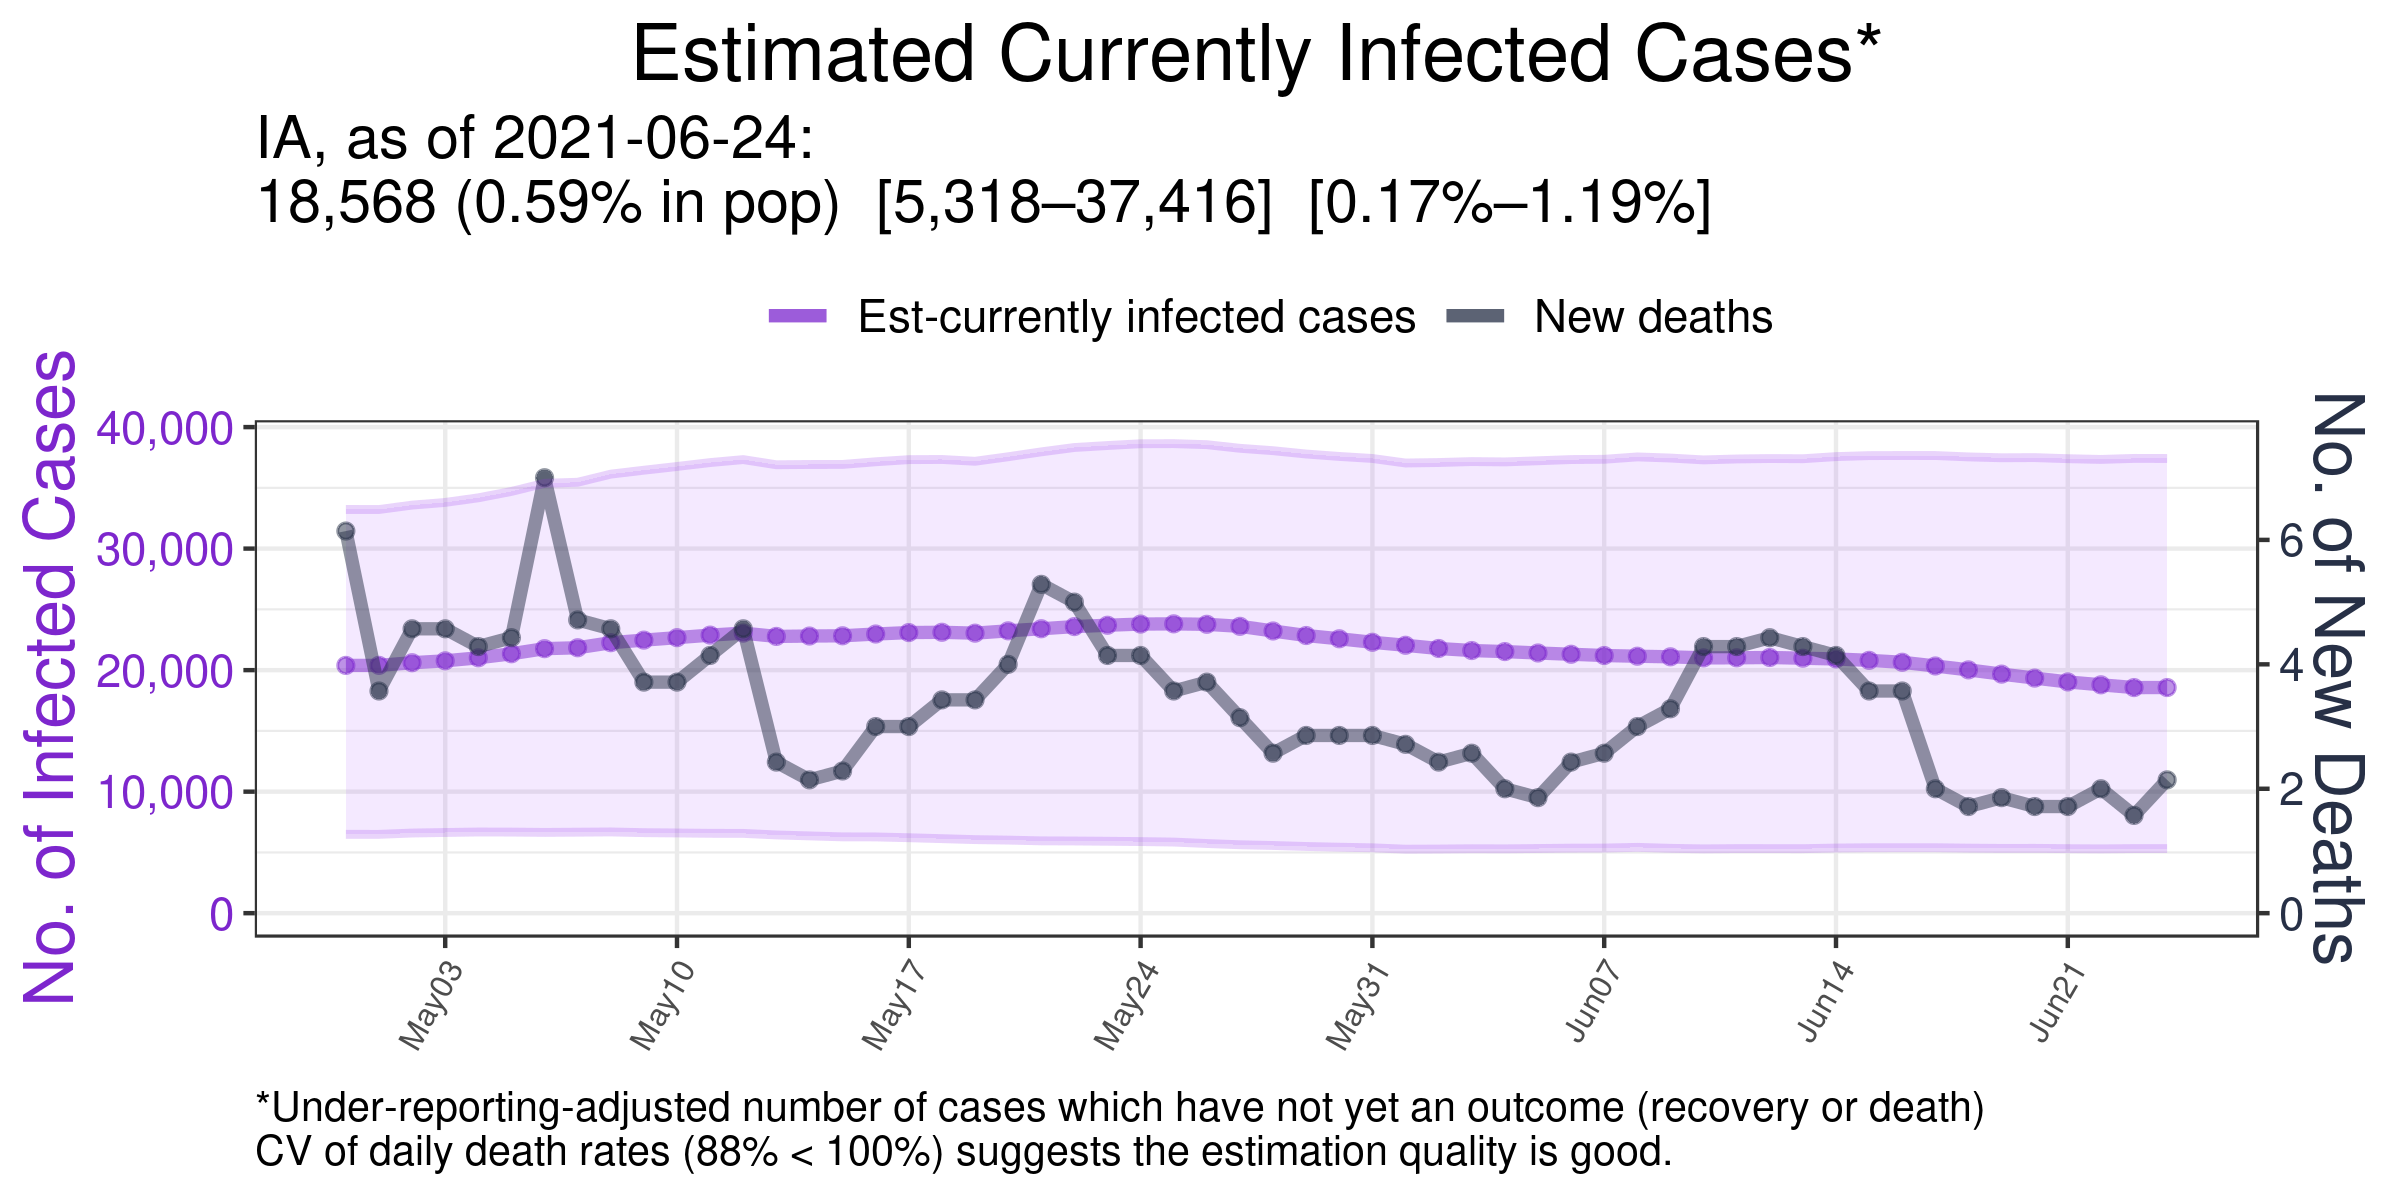 Estimated Currently Infected Cases*
IA, as of 2021-06-24:
18,568 (0.59% in pop)  [5,318–37,416]  [0.17%–1.19%]
Est-currently infected cases
New deaths
No. of Infected Cases
40,000
30,000
20,000
10,000
0
6
4
2
0
No. of New Deaths
May03
May10
May17
May24
May31
Jun07
Jun14
Jun21
*Under-reporting-adjusted number of cases which have not yet an outcome (recovery or death)
CV of daily death rates (88% < 100%) suggests the estimation quality is good.